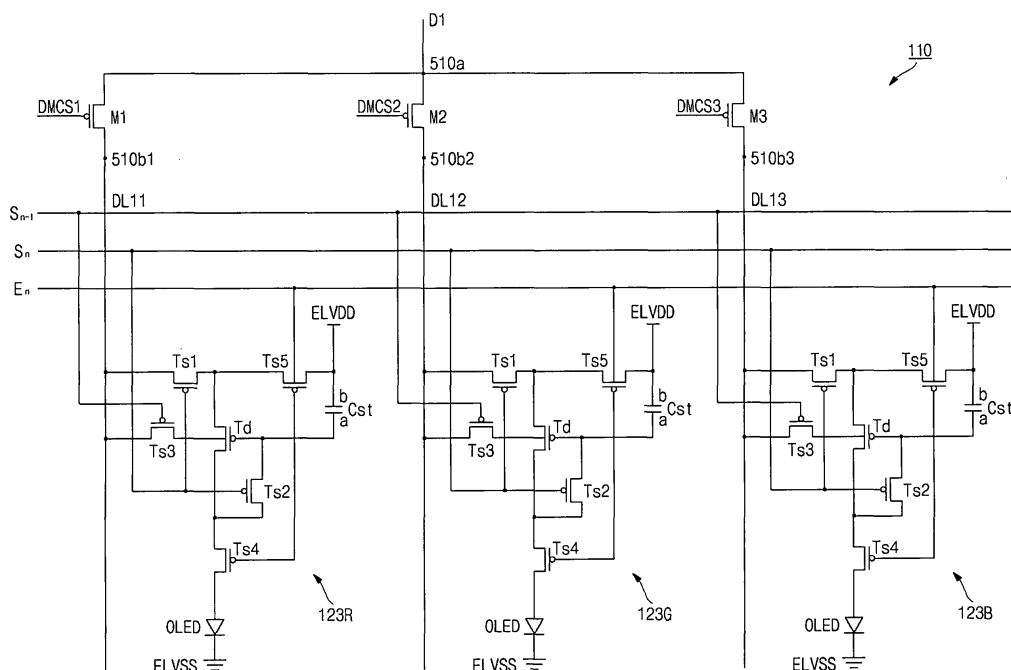 D1
510a
110
DMCS1
M1
DMCS2
M2
DMCS3
M3
510b1
510b2
510b3
DL11
DL12
DL13
Sn-1
Sn
En
ELVDD
ELVDD
ELVDD
Ts1
Ts5
Ts1
Ts5
Ts1
Ts5
b
Cst
a
b
Cst
a
b
Cst
a
Td
Td
Td
Ts3
Ts3
Ts3
Ts2
Ts2
Ts2
Ts4
Ts4
Ts4
123R
123G
123B
OLED
OLED
OLED
ELVSS
ELVSS
ELVSS